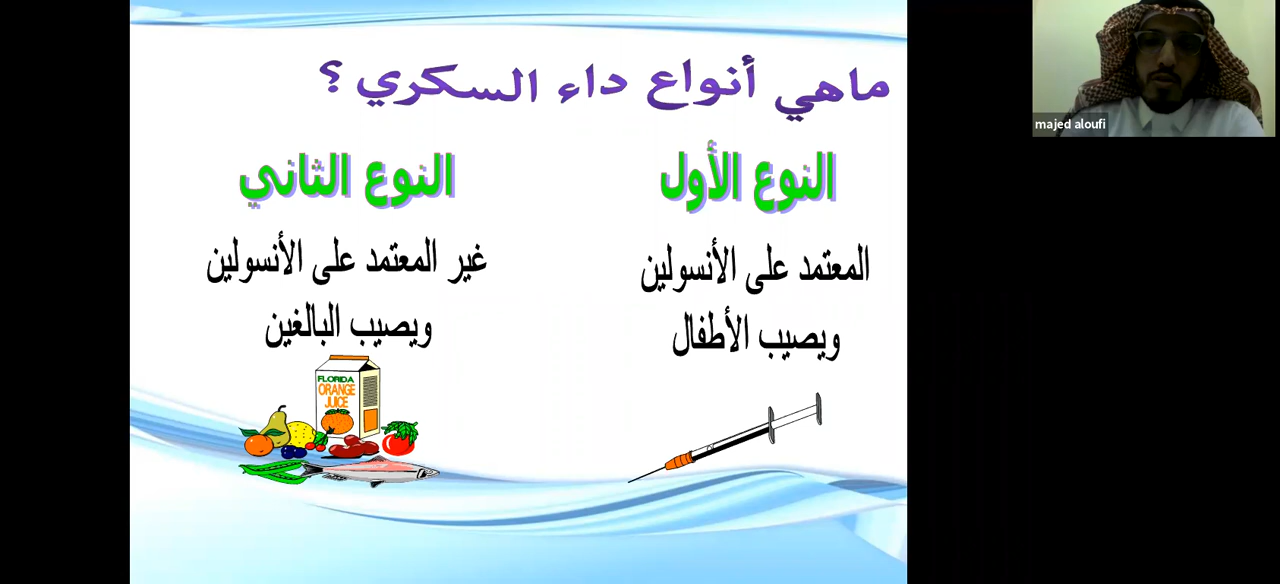 ماهي أنواع داء السكري ؟
النوع الأول
المعتمد على الأنسولين
ويصيب الأطفال
النوع الثاني
غير المعتمد على الأنسولين
ويصيب البالغين
FLORIDA
ORANGE
JUICE
majed aloufi